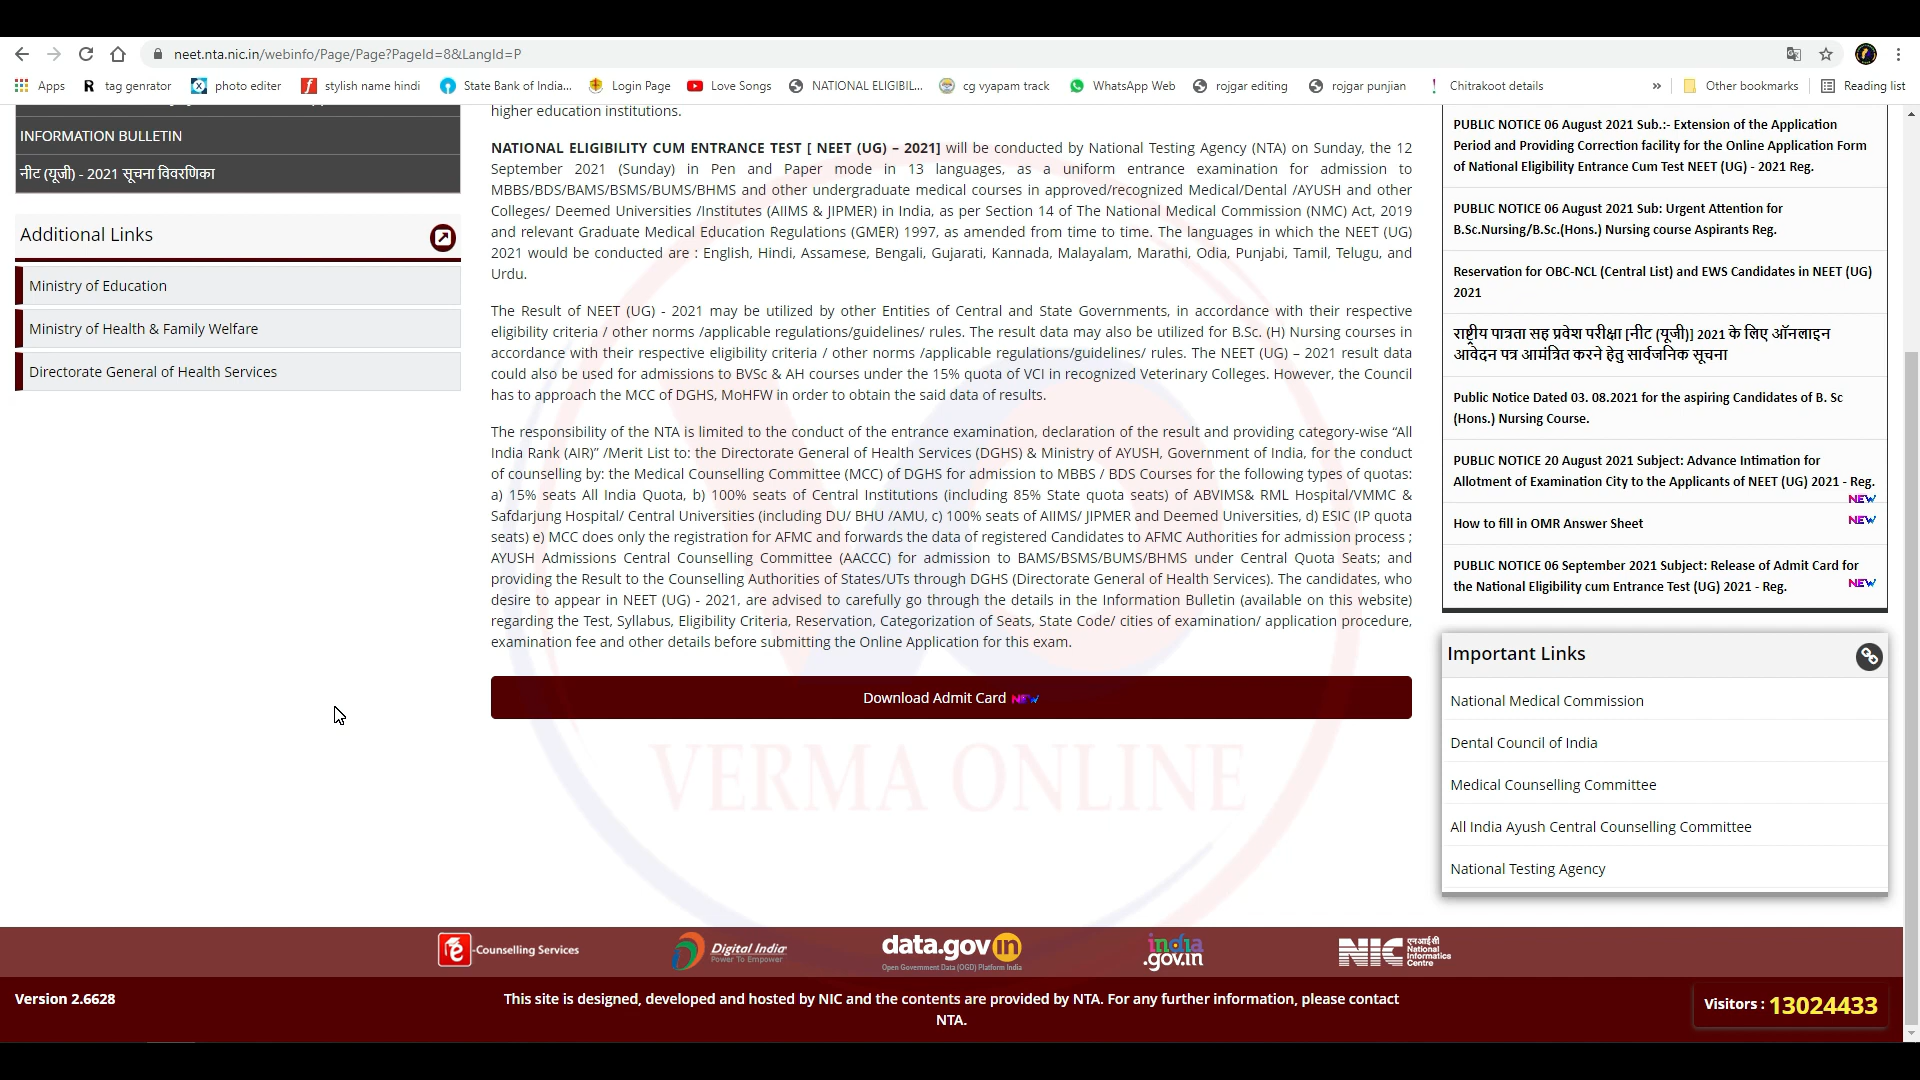 neet.nta.nic.in/webinfo/Page/Page?PageId=8&LangId=P
Apps
tag genrator
photo editer
stylish name hindi
State Bank of India...
Login Page
Love Songs
NATIONAL ELIGIBIL...
cg vyapam track
WhatsApp Web
rojgar editing
rojgar punjian
Chitrakoot details
»
Other bookmarks
Reading list
INFORMATION BULLETIN
नीट (यूजी) - 2021 सूचना विवरणिका
Additional Links
Ministry of Education
Ministry of Health & Family Welfare
Directorate General of Health Services
higher education institutions.
NATIONAL ELIGIBILITY CUM ENTRANCE TEST [ NEET (UG) – 2021] will be conducted by National Testing Agency (NTA) on Sunday, the 12
September 2021 (Sunday) in Pen and Paper mode in 13 languages, as a uniform entrance examination for admission to
MBBS/BDS/BAMS/BSMS/BUMS/BHMS and other undergraduate medical courses in approved/recognized Medical/Dental /AYUSH and other
Colleges/ Deemed Universities /Institutes (AIIMS & JIPMER) in India, as per Section 14 of The National Medical Commission (NMC) Act, 2019
and relevant Graduate Medical Education Regulations (GMER) 1997, as amended from time to time. The languages in which the NEET (UG)
2021 would be conducted are : English, Hindi, Assamese, Bengali, Gujarati, Kannada, Malayalam, Marathi, Odia, Punjabi, Tamil, Telugu, and
Urdu.
The Result of NEET (UG) - 2021 may be utilized by other Entities of Central and State Governments, in accordance with their respective
eligibility criteria / other norms /applicable regulations/guidelines/ rules. The result data may also be utilized for B.Sc. (H) Nursing courses in
accordance with their respective eligibility criteria / other norms /applicable regulations/guidelines/ rules. The NEET (UG) – 2021 result data
could also be used for admissions to BVSc & AH courses under the 15% quota of VCI in recognized Veterinary Colleges. However, the Council
has to approach the MCC of DGHS, MoHFW in order to obtain the said data of results.
The responsibility of the NTA is limited to the conduct of the entrance examination, declaration of the result and providing category-wise “All
India Rank (AIR)” /Merit List to: the Directorate General of Health Services (DGHS) & Ministry of AYUSH, Government of India, for the conduct
of counselling by: the Medical Counselling Committee (MCC) of DGHS for admission to MBBS / BDS Courses for the following types of quotas:
a) 15% seats All India Quota, b) 100% seats of Central Institutions (including 85% State quota seats) of ABVIMS& RML Hospital/VMMC &
Safdarjung Hospital/ Central Universities (including DU/ BHU /AMU, c) 100% seats of AIIMS/ JIPMER and Deemed Universities, d) ESIC (IP quota
seats) e) MCC does only the registration for AFMC and forwards the data of registered Candidates to AFMC Authorities for admission process ;
AYUSH Admissions Central Counselling Committee (AACCC) for admission to BAMS/BSMS/BUMS/BHMS under Central Quota Seats; and
providing the Result to the Counselling Authorities of States/UTs through DGHS (Directorate General of Health Services). The candidates, who
desire to appear in NEET (UG) - 2021, are advised to carefully go through the details in the Information Bulletin (available on this website)
regarding the Test, Syllabus, Eligibility Criteria, Reservation, Categorization of Seats, State Code/ cities of examination/ application procedure,
examination fee and other details before submitting the Online Application for this exam.
Download Admit Card NEW
VERMA ONLINE
PUBLIC NOTICE 06 August 2021 Sub.:- Extension of the Application
Period and Providing Correction facility for the Online Application Form
of National Eligibility Entrance Cum Test NEET (UG) - 2021 Reg.
PUBLIC NOTICE 06 August 2021 Sub: Urgent Attention for
B.Sc.Nursing/B.Sc.(Hons.) Nursing course Aspirants Reg.
Reservation for OBC-NCL (Central List) and EWS Candidates in NEET (UG)
2021
राष्ट्रीय पात्रता सह प्रवेश परीक्षा [नीट (यूजी)] 2021 के लिए ऑनलाइन
आवेदन पत्र आमंत्रित करने हेतु सार्वजनिक सूचना
Public Notice Dated 03. 08.2021 for the aspiring Candidates of B. Sc
(Hons.) Nursing Course.
PUBLIC NOTICE 20 August 2021 Subject: Advance Intimation for
Allotment of Examination City to the Applicants of NEET (UG) 2021 - Reg.
NEW
How to fill in OMR Answer Sheet NEW
PUBLIC NOTICE 06 September 2021 Subject: Release of Admit Card for
the National Eligibility cum Entrance Test (UG) 2021 - Reg. NEW
Important Links
National Medical Commission
Dental Council of India
Medical Counselling Committee
All India Ayush Central Counselling Committee
National Testing Agency
e-Counselling Services
Digital India
Power To Empower
data.gov in
Open Government Data (OGD) Platform India
india
.gov.in
NIC
एनआईसी
National
Informatics
Centre
Version 2.6628
This site is designed, developed and hosted by NIC and the contents are provided by NTA. For any further information, please contact
NTA.
Visitors : 13024433